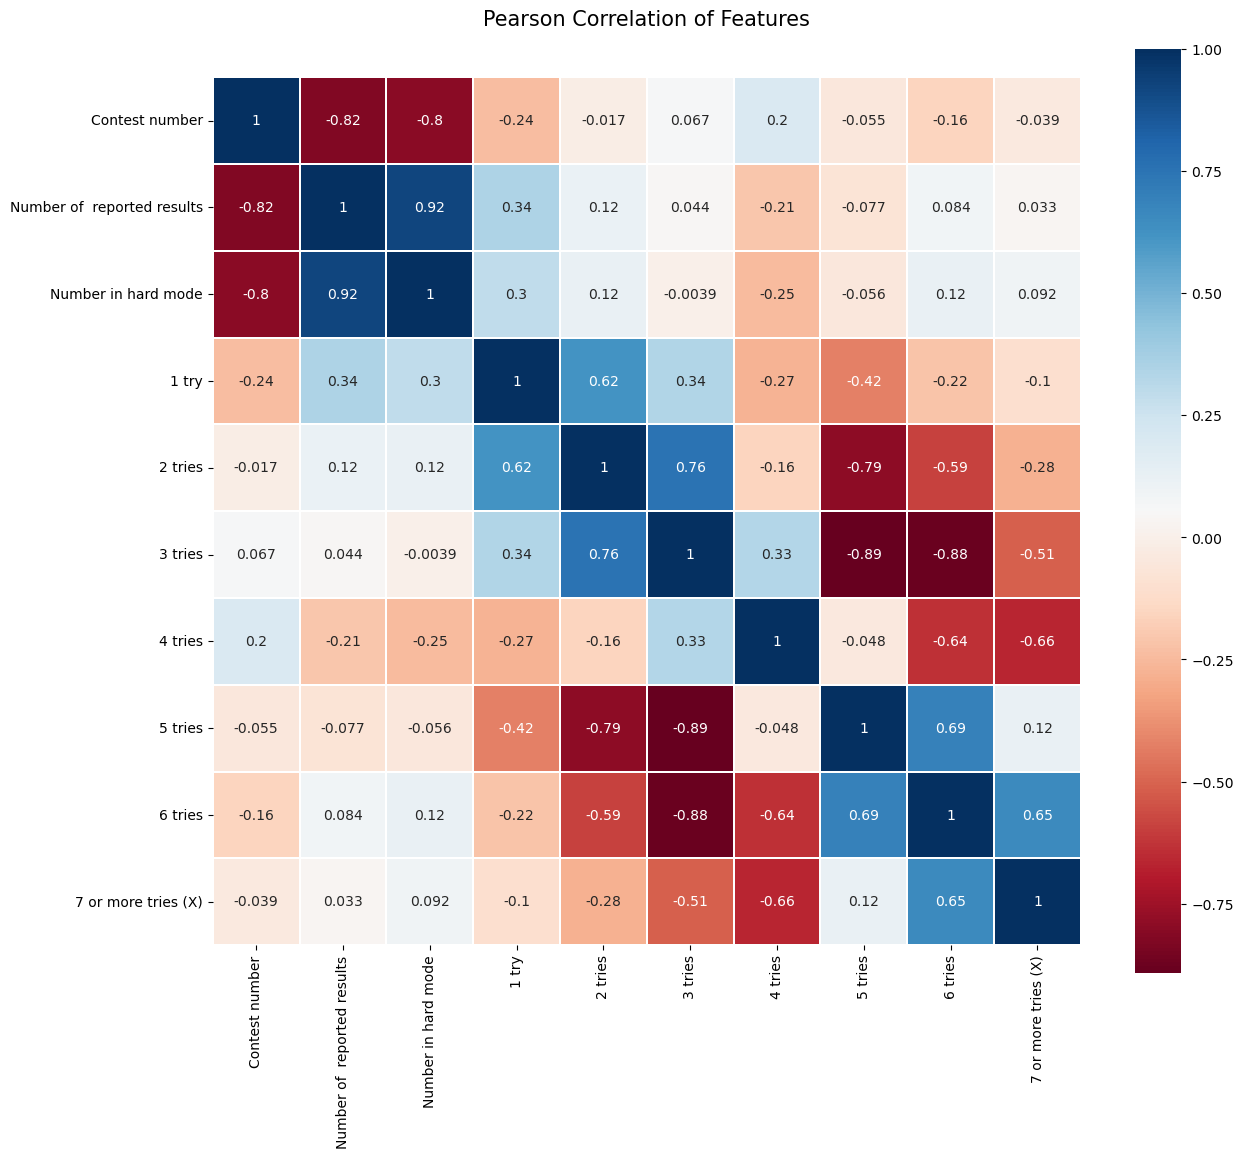 Pearson Correlation of Features
Contest number 1 -0.82 -0.8 -0.24 -0.017 0.067 0.2 -0.055 -0.16 -0.039
Number of  reported results -0.82 1 0.92 0.34 0.12 0.044 -0.21 -0.077 0.084 0.033
Number in hard mode -0.8 0.92 1 0.3 0.12 -0.0039 -0.25 -0.056 0.12 0.092
1 try -0.24 0.34 0.3 1 0.62 0.34 -0.27 -0.42 -0.22 -0.1
2 tries -0.017 0.12 0.12 0.62 1 0.76 -0.16 -0.79 -0.59 -0.28
3 tries 0.067 0.044 -0.0039 0.34 0.76 1 0.33 -0.89 -0.88 -0.51
4 tries 0.2 -0.21 -0.25 -0.27 -0.16 0.33 1 -0.048 -0.64 -0.66
5 tries -0.055 -0.077 -0.056 -0.42 -0.79 -0.89 -0.048 1 0.69 0.12
6 tries -0.16 0.084 0.12 -0.22 -0.59 -0.88 -0.64 0.69 1 0.65
7 or more tries (X) -0.039 0.033 0.092 -0.1 -0.28 -0.51 -0.66 0.12 0.65 1
Contest number
Number of  reported results
Number in hard mode
1 try
2 tries
3 tries
4 tries
5 tries
6 tries
7 or more tries (X)
1.00
0.75
0.50
0.25
0.00
−0.25
−0.50
−0.75